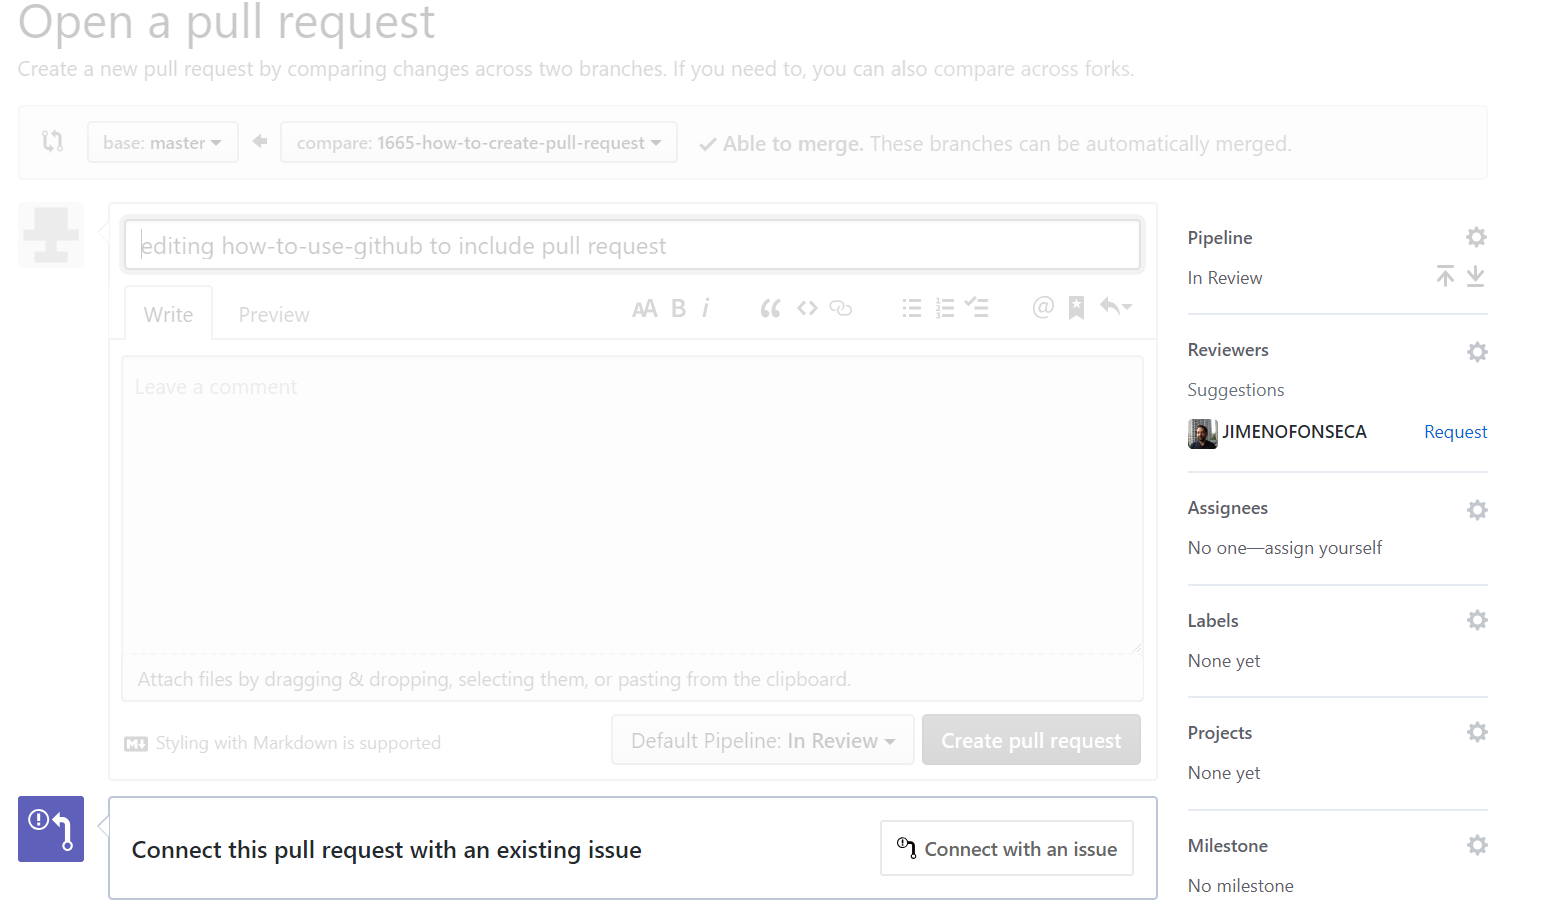 Open a pull request
Create a new pull request by comparing changes across two branches. If you need to, you can also compare across forks.
base: master
compare: 1665-how-to-create-pull-request
Able to merge. These branches can be automatically merged.
editing how-to-use-github to include pull request
Write
Preview
AA B i
@
Leave a comment
Attach files by dragging & dropping, selecting them, or pasting from the clipboard.
Styling with Markdown is supported
Default Pipeline: In Review
Create pull request
Connect this pull request with an existing issue
Connect with an issue
Pipeline
In Review
Reviewers
Suggestions
JIMENOFONSECA
Request
Assignees
No one—assign yourself
Labels
None yet
Projects
None yet
Milestone
No milestone